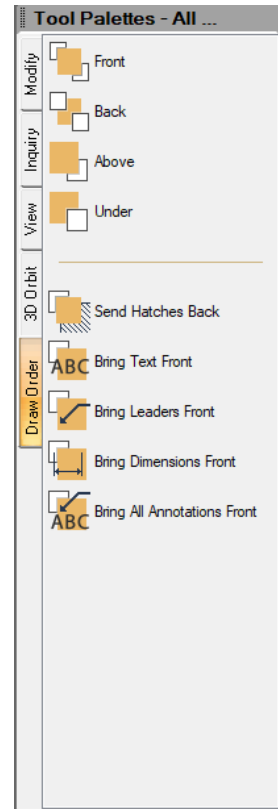 Tool Palettes - All ...
Modify
Inquiry
View
3D Orbit
Draw Order
Front
Back
Above
Under
Send Hatches Back
ABC Bring Text Front
Bring Leaders Front
Bring Dimensions Front
ABC Bring All Annotations Front